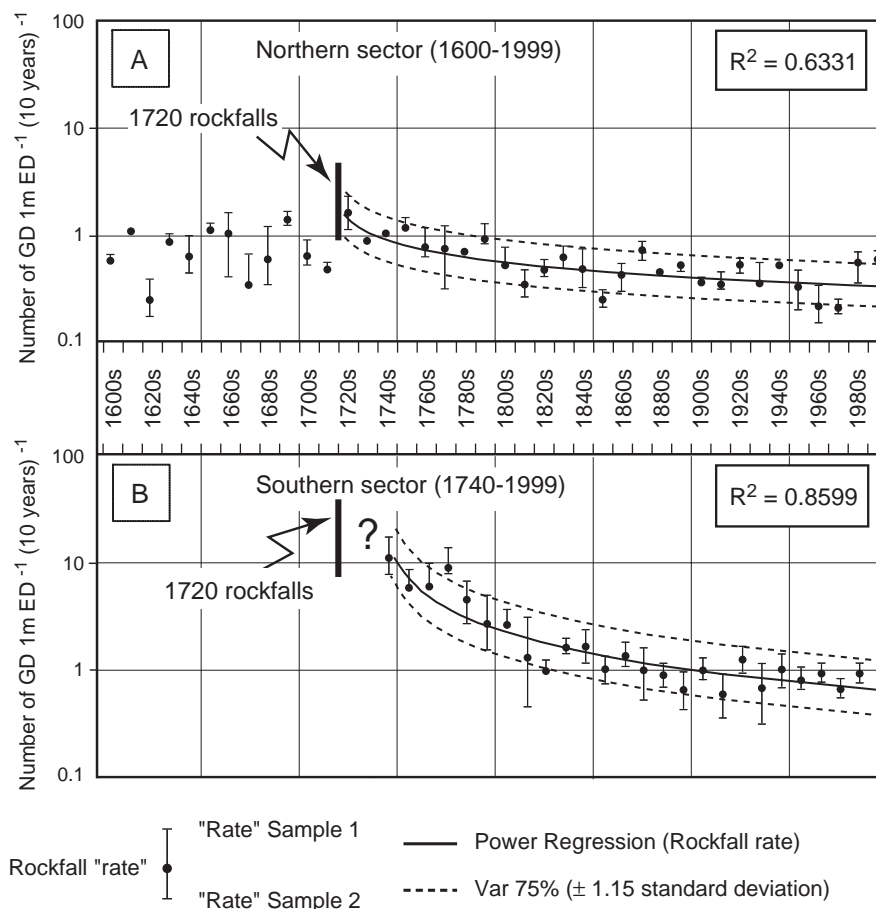 Number of GD 1m ED -1 (10 years) -1
100
10
1
0.1
A
Northern sector (1600-1999)
R2 = 0.6331
1720 rockfalls
1600s
1620s
1640s
1660s
1680s
1700s
1720s
1740s
1760s
1780s
1800s
1820s
1840s
1860s
1880s
1900s
1920s
1940s
1960s
1980s
Number of GD 1m ED -1 (10 years) -1
100
10
1
0.1
B
Southern sector (1740-1999)
R2 = 0.8599
?
1720 rockfalls
Rockfall "rate"
"Rate" Sample 1
"Rate" Sample 2
Power Regression (Rockfall rate)
Var 75% (± 1.15 standard deviation)